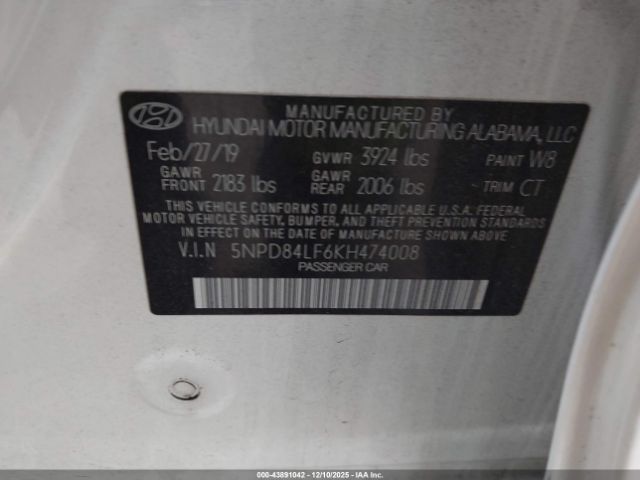 MANUFACTURED BY
HYUNDAI MOTOR MANUFACTURING ALABAMA, LLC
Feb/27/19 GVWR 3924 lbs PAINT W8
GAWR FRONT 2183 lbs GAWR REAR 2006 lbs TRIM CT
THIS VEHICLE CONFORMS TO ALL APPLICABLE U.S.A. FEDERAL
MOTOR VEHICLE SAFETY, BUMPER, AND THEFT PREVENTION STANDARDS
IN EFFECT ON THE DATE OF MANUFACTURE SHOWN ABOVE.
V.I.N 5NPD84LF6KH474008
PASSENGER CAR
000-43891042 - 12/10/2025 - IAA Inc.